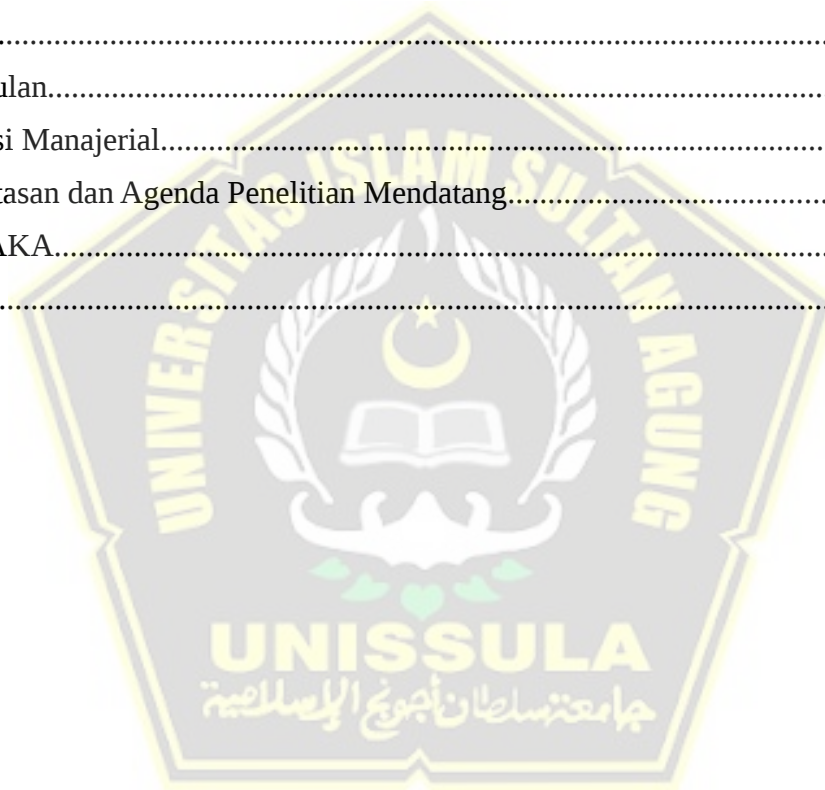 .....................................................................................................
ulan.................................................................................................
si Manajerial...................................................................................
tasan dan Agenda Penelitian Mendatang........................................
AKA................................................................................................
.....................................................................................................
UNIVERSITAS ISLAM SULTAN AGUNG
UNISSULA
جامعة سلطان أجونج الإسلامية